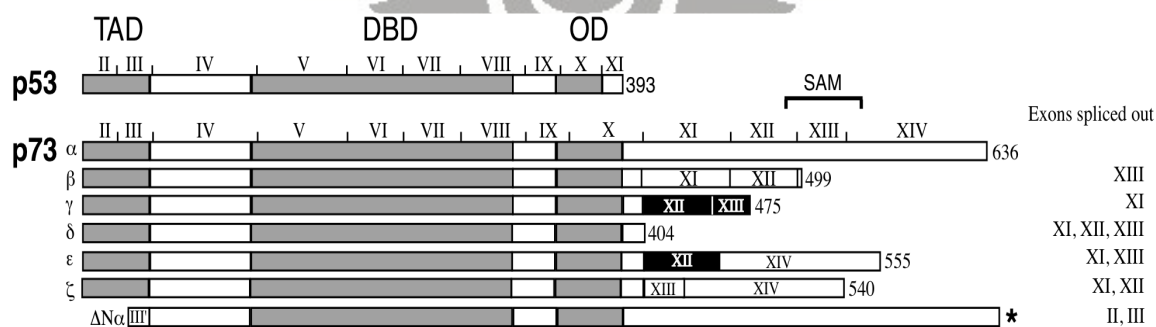 TAD DBD OD
II III IV V VI VII VIII IX X XI
p53 393
SAM
Exons spliced out
II III IV V VI VII VIII IX X XI XII XIII XIV
p73 α 636
β XI XII 499 XIII
γ XII XIII 475 XI
δ 404 XI, XII, XIII
ε XII XIV 555 XI, XIII
ζ XIII XIV 540 XI, XII
ΔNα III' * II, III